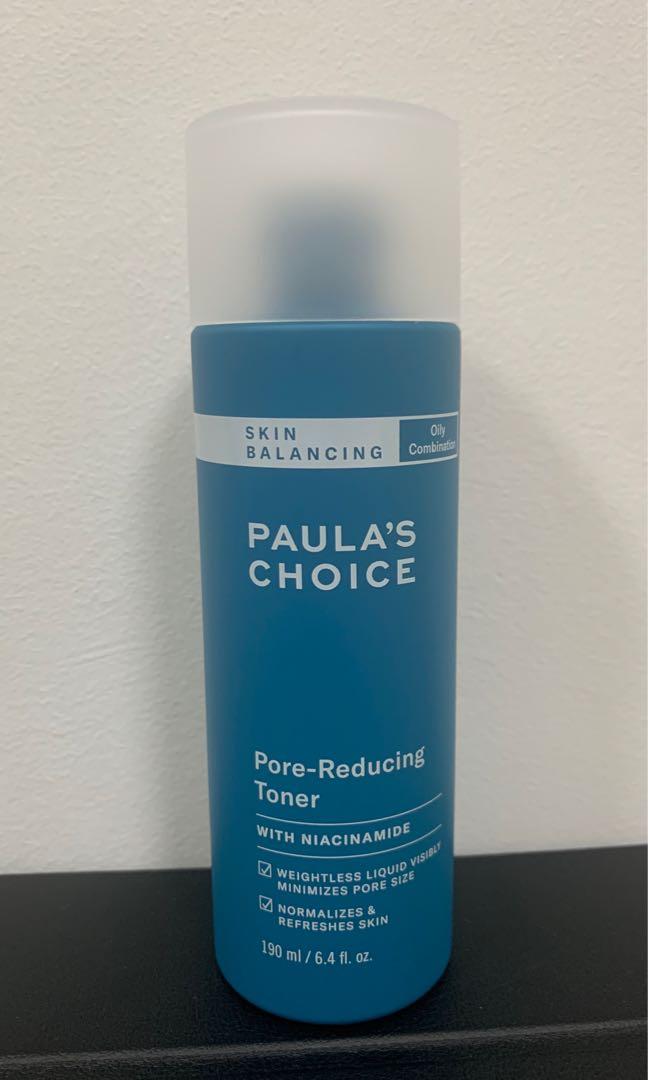 SKIN
BALANCING
Oily
Combination
PAULA'S
CHOICE
Pore-Reducing
Toner
WITH NIACINAMIDE
WEIGHTLESS LIQUID VISIBLY
MINIMIZES PORE SIZE
NORMALIZES &
REFRESHES SKIN
190 ml / 6.4 fl. oz.